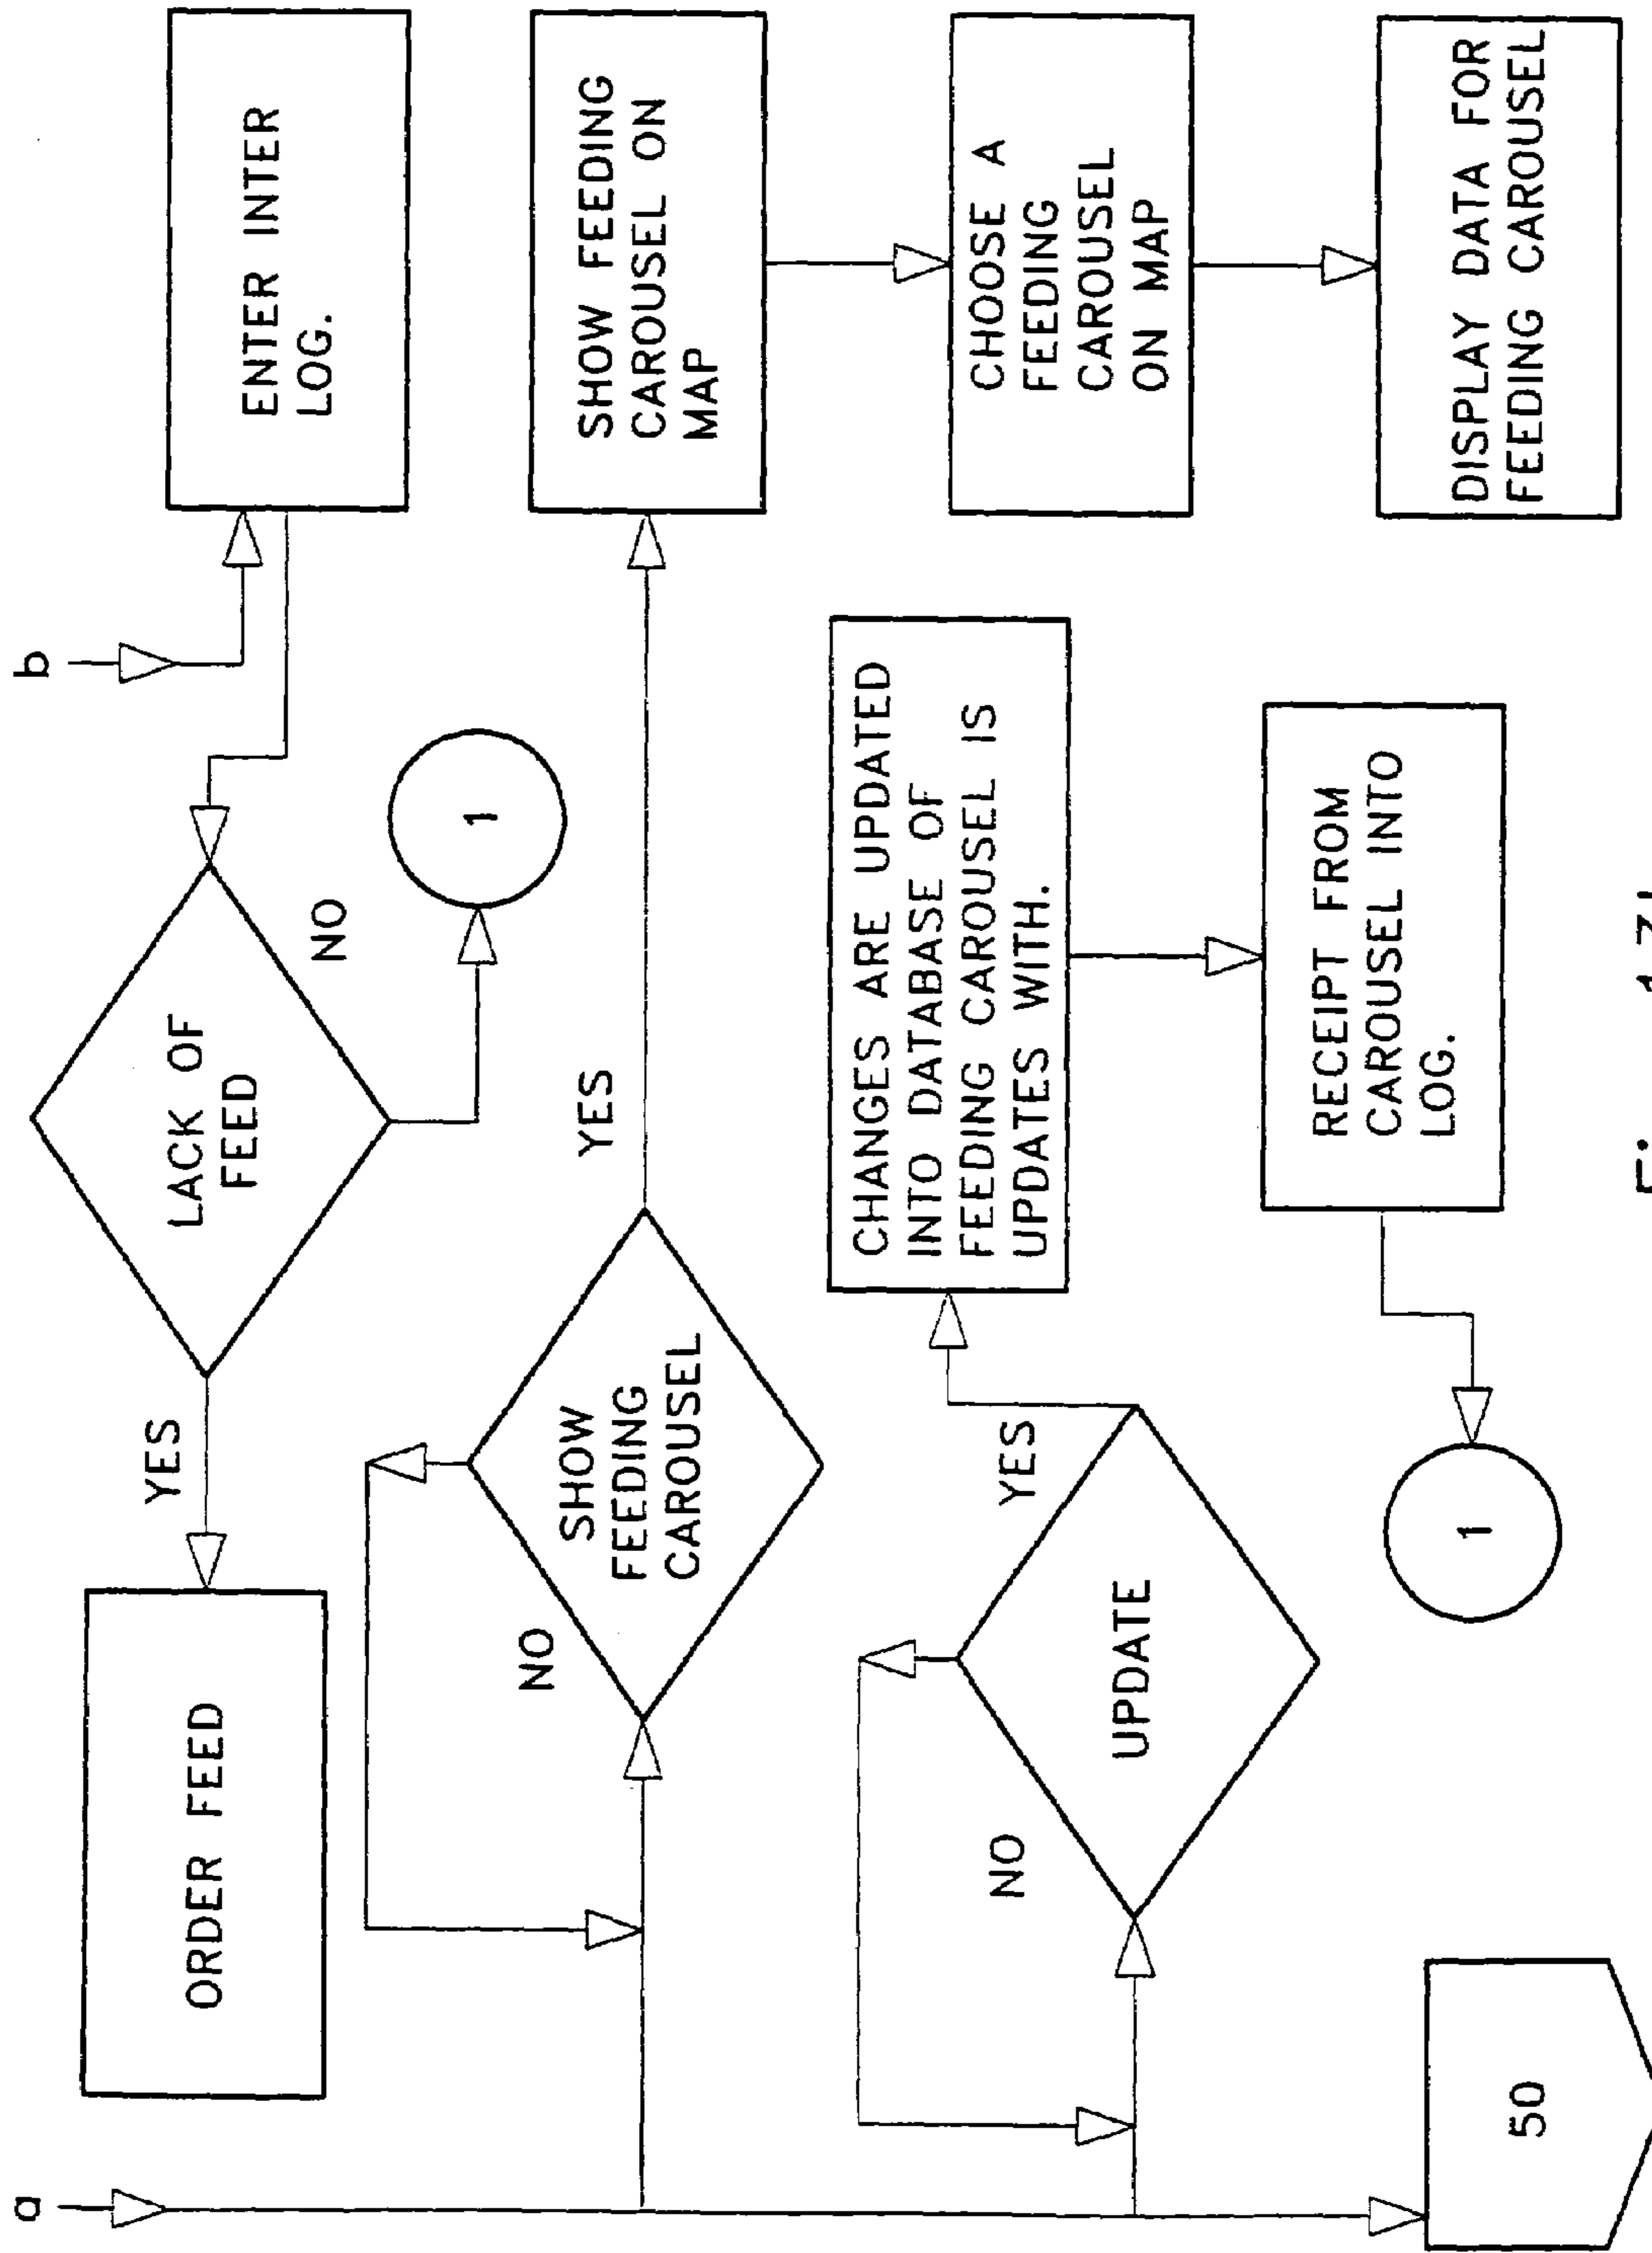 a
b
ORDER FEED
YES
LACK OF
FEED
NO
1
ENTER INTER
LOG.
NO
SHOW
FEEDING
CAROUSEL
YES
SHOW FEEDING
CAROUSEL ON
MAP
CHOOSE A
FEEDING
CAROUSEL
ON MAP
DISPLAY DATA FOR
FEEDING CAROUSEL
NO
UPDATE
YES
CHANGES ARE UPDATED
INTO DATABASE OF
FEEDING CAROUSEL IS
UPDATES WITH.
RECEIPT FROM
CAROUSEL INTO
LOG.
1
50